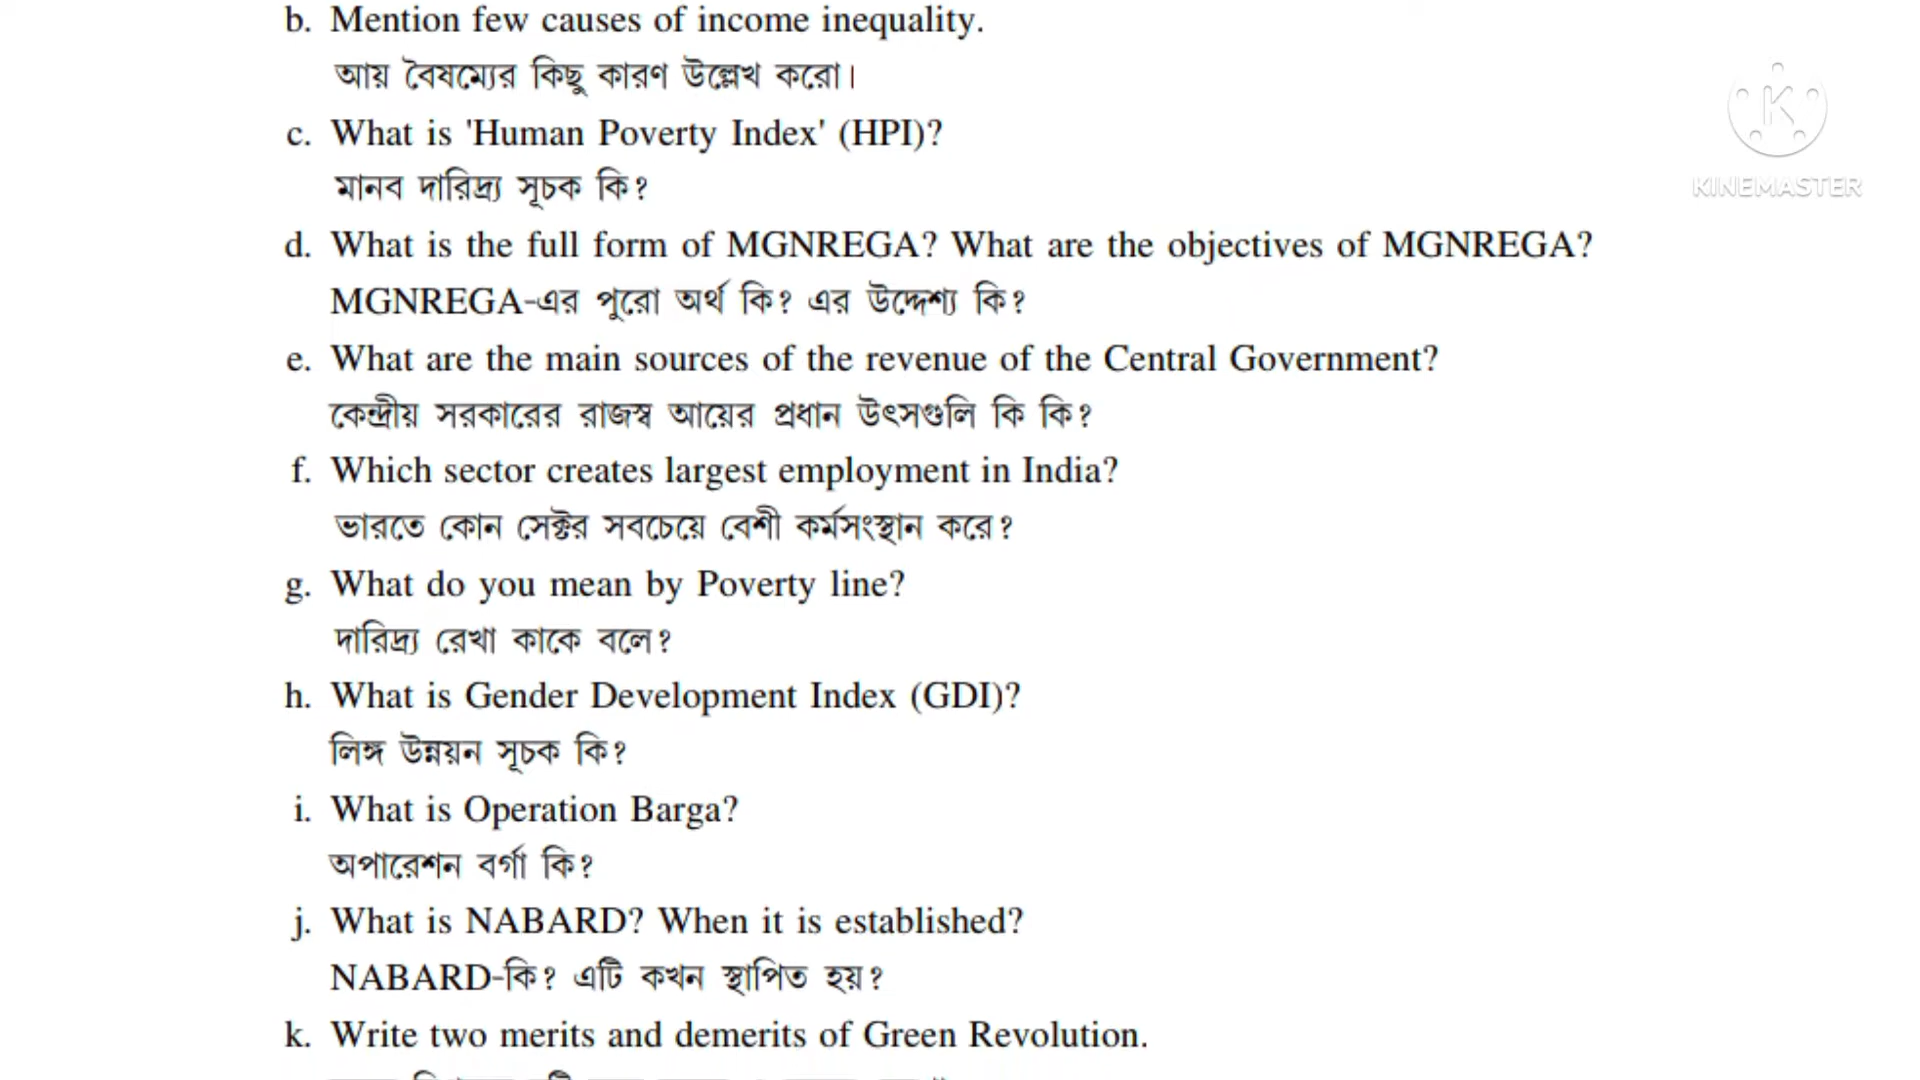 b. Mention few causes of income inequality.
আয় বৈষম্যের কিছু কারণ উল্লেখ করো।
c. What is 'Human Poverty Index' (HPI)?
মানব দারিদ্র্য সূচক কি?
d. What is the full form of MGNREGA? What are the objectives of MGNREGA?
MGNREGA-এর পুরো অর্থ কি? এর উদ্দেশ্য কি?
e. What are the main sources of the revenue of the Central Government?
কেন্দ্রীয় সরকারের রাজস্ব আয়ের প্রধান উৎসগুলি কি কি?
f. Which sector creates largest employment in India?
ভারতে কোন সেক্টর সবচেয়ে বেশী কর্মসংস্থান করে?
g. What do you mean by Poverty line?
দারিদ্র্য রেখা কাকে বলে?
h. What is Gender Development Index (GDI)?
লিঙ্গ উন্নয়ন সূচক কি?
i. What is Operation Barga?
অপারেশন বর্গা কি?
j. What is NABARD? When it is established?
NABARD-কি? এটি কখন স্থাপিত হয়?
k. Write two merits and demerits of Green Revolution.
K
KINEMASTER